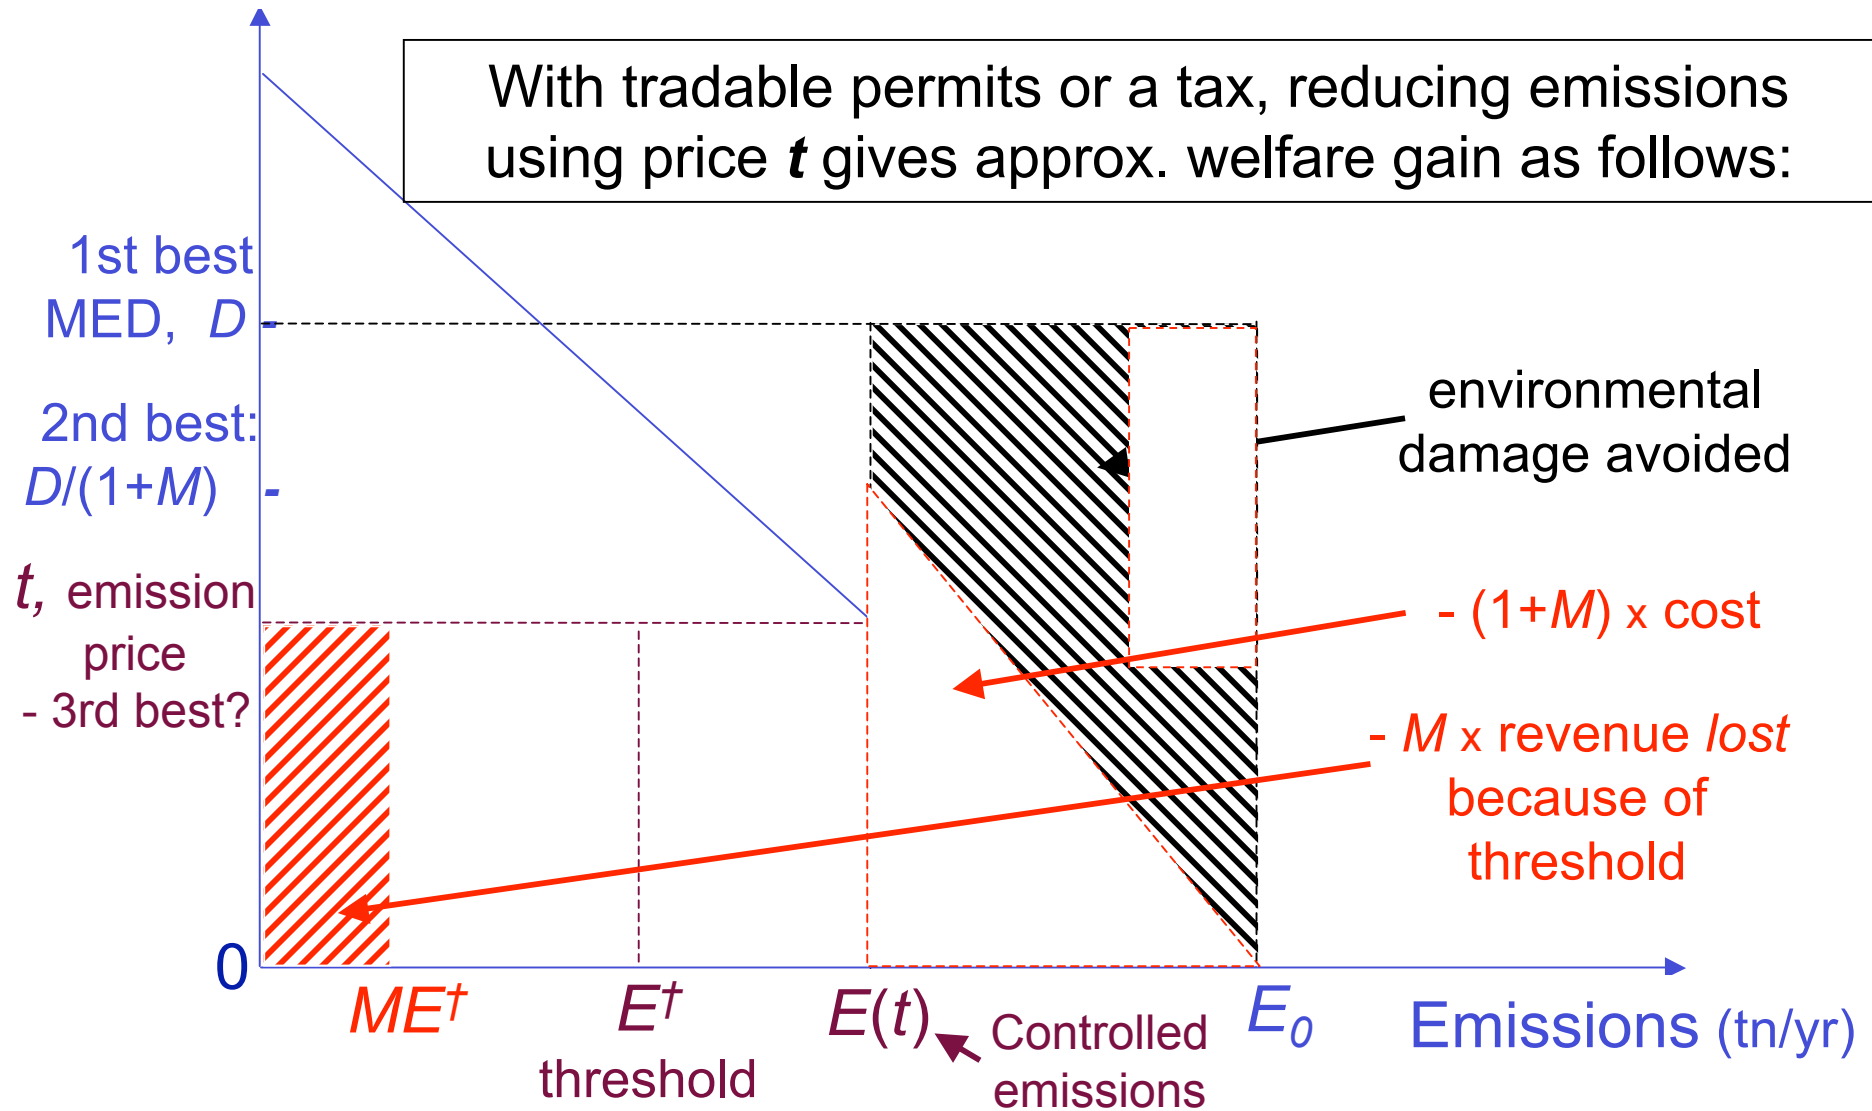 With tradable permits or a tax, reducing emissions
using price t gives approx. welfare gain as follows:
1st best
MED, D -
2nd best:
D/(1+M) -
t, emission
price
- 3rd best?
environmental
damage avoided
- (1+M) x cost
- M x revenue lost
because of
threshold
0
ME†
E†
threshold
E(t)
Controlled
emissions
E₀
Emissions (tn/yr)